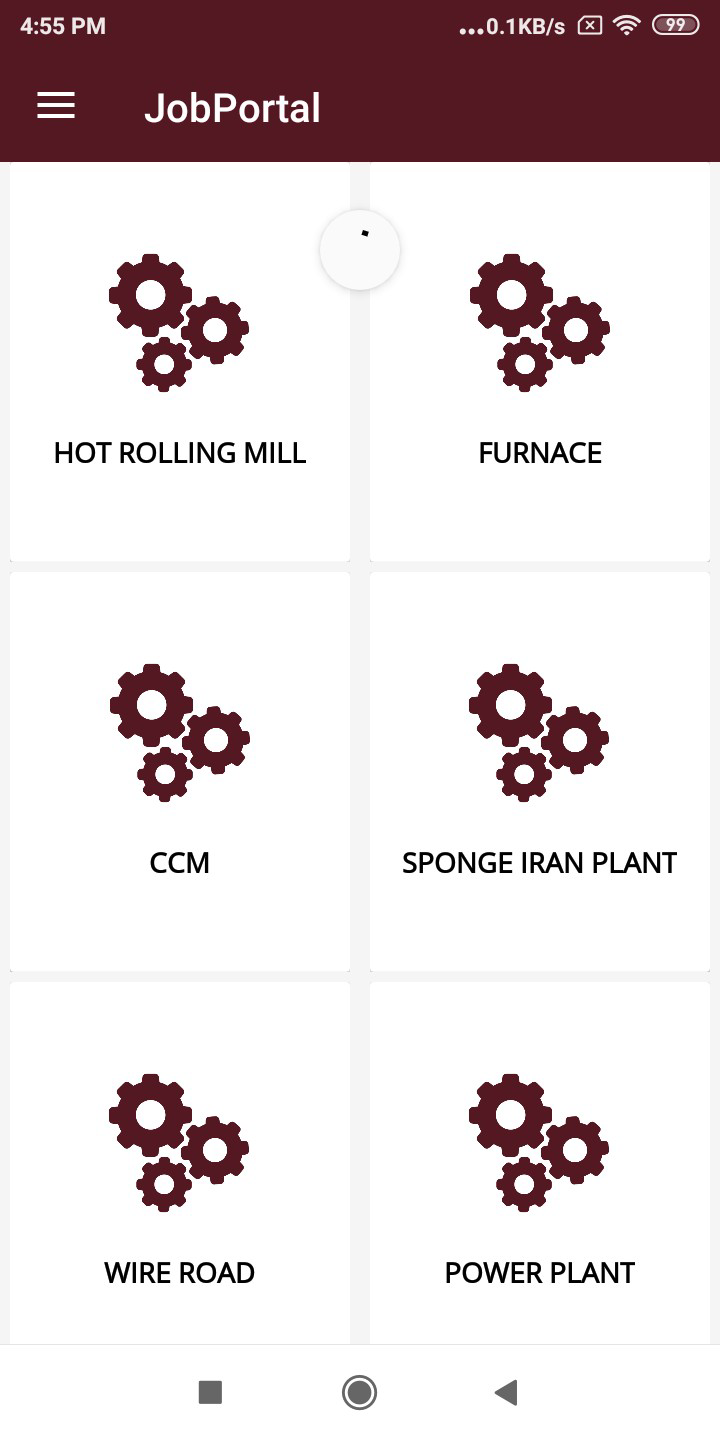 4:55 PM ...0.1KB/s 99
JobPortal
HOT ROLLING MILL FURNACE
CCM SPONGE IRAN PLANT
WIRE ROAD POWER PLANT